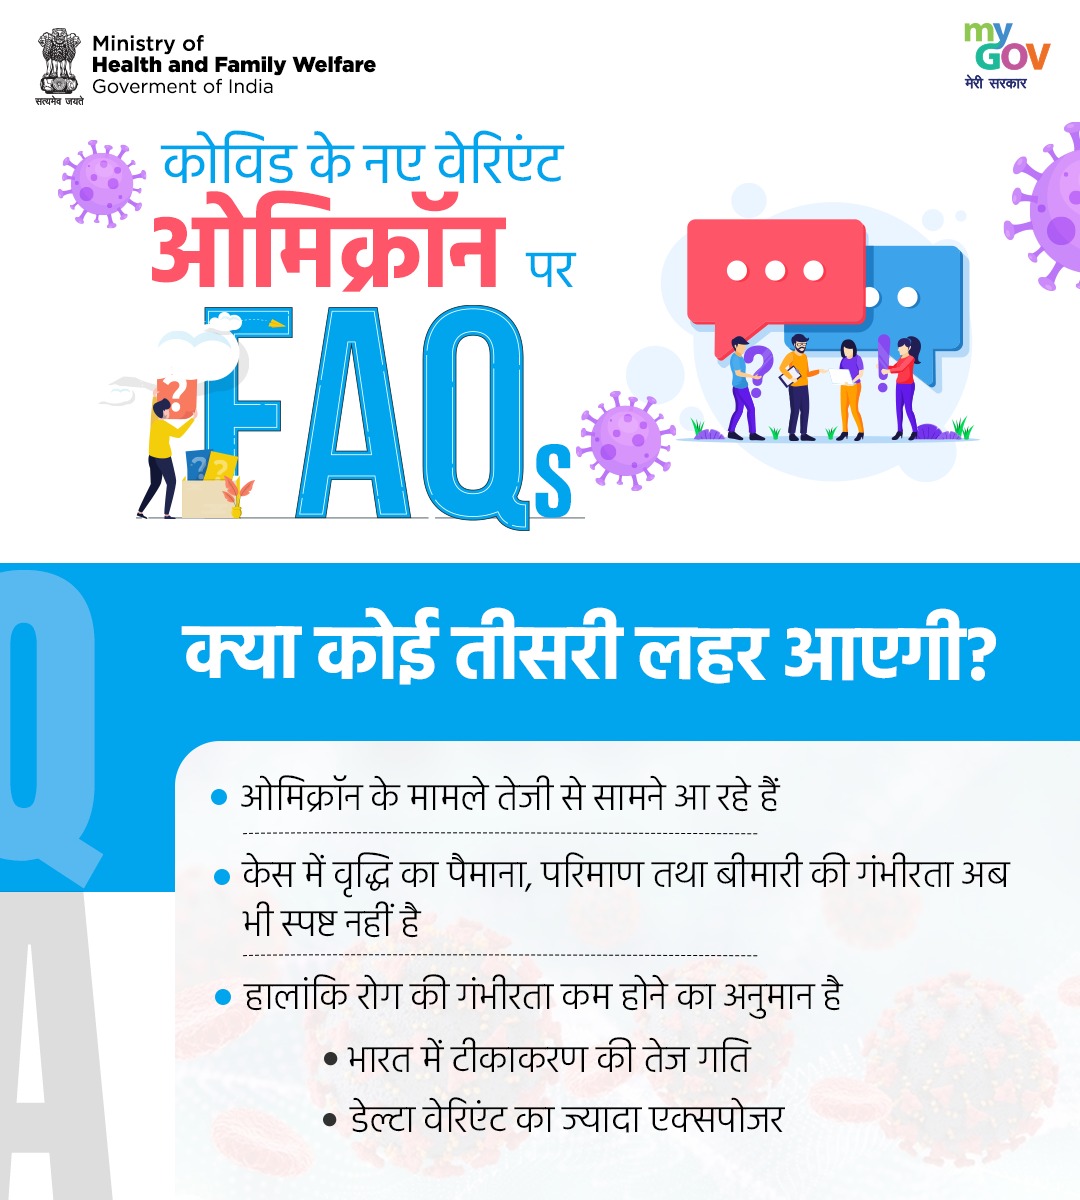 Ministry of
Health and Family Welfare
Goverment of India
सत्यमेव जयते
my
GOV
मेरी सरकार
कोविड के नए वेरिएंट
ओमिक्रॉन पर
FAQs
Q
क्या कोई तीसरी लहर आएगी?
A
• ओमिक्रॉन के मामले तेजी से सामने आ रहे हैं
• केस में वृद्धि का पैमाना, परिमाण तथा बीमारी की गंभीरता अब
भी स्पष्ट नहीं है
• हालांकि रोग की गंभीरता कम होने का अनुमान है
• भारत में टीकाकरण की तेज गति
• डेल्टा वेरिएंट का ज्यादा एक्सपोजर